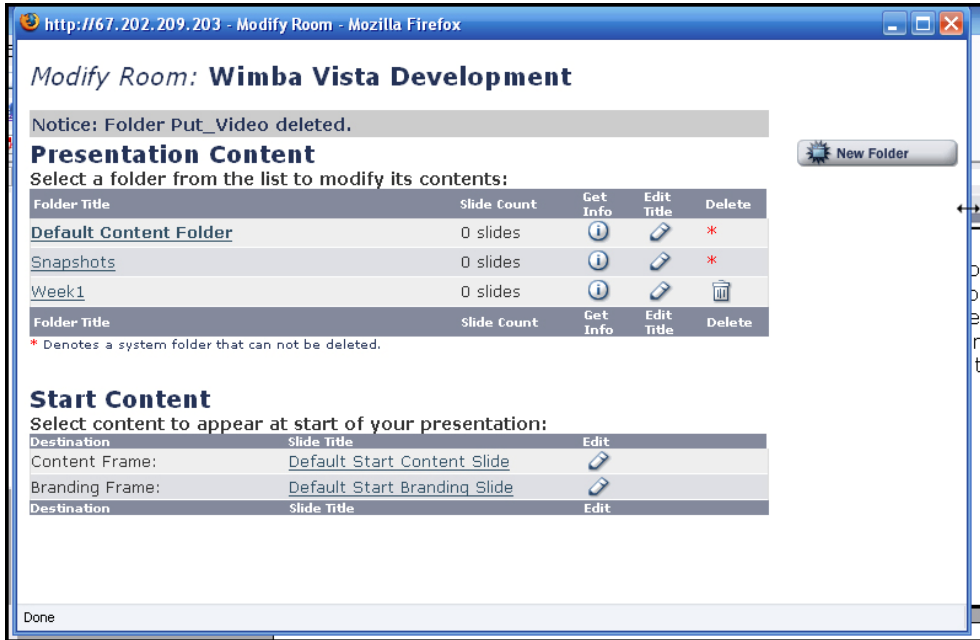 http://67.202.209.203 - Modify Room - Mozilla Firefox
Modify Room: Wimba Vista Development
Notice: Folder Put_Video deleted.
Presentation Content
New Folder
Select a folder from the list to modify its contents:
Folder Title Slide Count Get Info Edit Title Delete
Default Content Folder 0 slides *
Snapshots 0 slides *
Week1 0 slides
Folder Title Slide Count Get Info Edit Title Delete
* Denotes a system folder that can not be deleted.
Start Content
Select content to appear at start of your presentation:
Destination Slide Title Edit
Content Frame: Default Start Content Slide
Branding Frame: Default Start Branding Slide
Destination Slide Title Edit
Done